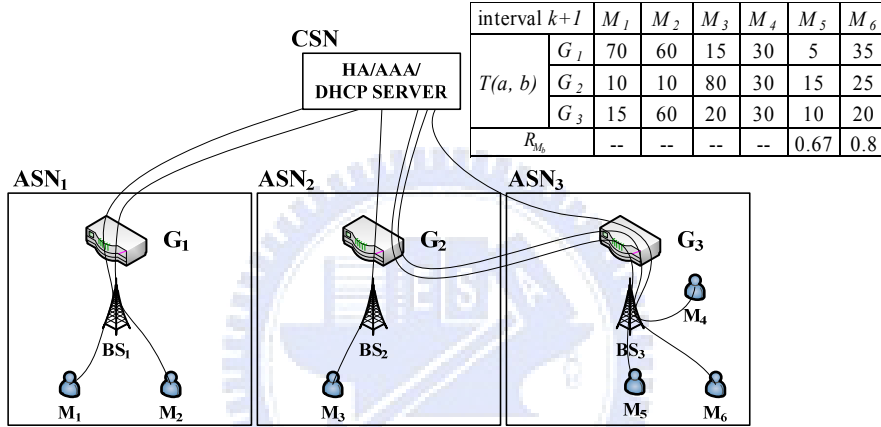 interval k+1 M1 M2 M3 M4 M5 M6
T(a, b)
G1 70 60 15 30 5 35
G2 10 10 80 30 15 25
G3 15 60 20 30 10 20
RMb -- -- -- -- 0.67 0.8
CSN
HA/AAA/
DHCP SERVER
ASN1
ASN2
ASN3
G1
G2
G3
BS1
BS2
BS3
M4
M1
M2
M3
M5
M6